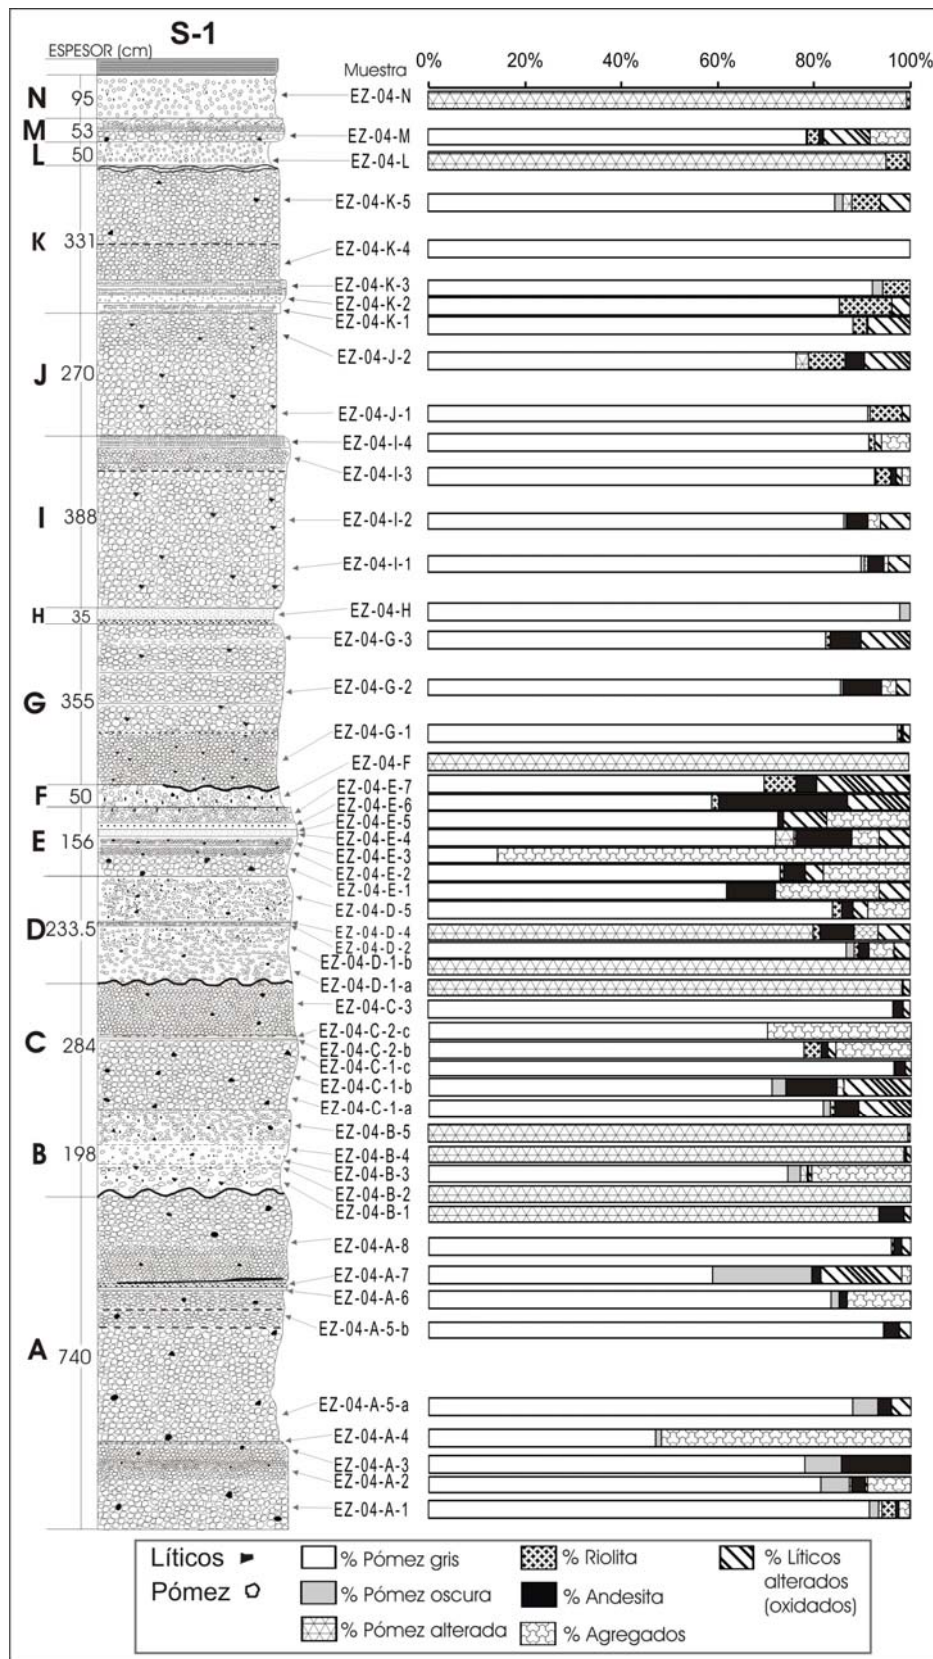 S-1
ESPESOR (cm)
Muestra
0% 20% 40% 60% 80% 100%
N 95 EZ-04-N
M 53 EZ-04-M
L 50 EZ-04-L
EZ-04-K-5
K 331 EZ-04-K-4
EZ-04-K-3
EZ-04-K-2
EZ-04-K-1
EZ-04-J-2
J 270
EZ-04-J-1
EZ-04-I-4
EZ-04-I-3
I 388 EZ-04-I-2
EZ-04-I-1
H 35 EZ-04-H
EZ-04-G-3
G 355 EZ-04-G-2
EZ-04-G-1
EZ-04-F
F 50 EZ-04-E-7
EZ-04-E-6
EZ-04-E-5
E 156 EZ-04-E-4
EZ-04-E-3
EZ-04-E-2
EZ-04-E-1
EZ-04-D-5
D 233.5 EZ-04-D-4
EZ-04-D-2
EZ-04-D-1-b
EZ-04-D-1-a
EZ-04-C-3
EZ-04-C-2-c
C 284 EZ-04-C-2-b
EZ-04-C-1-c
EZ-04-C-1-b
EZ-04-C-1-a
EZ-04-B-5
B 198 EZ-04-B-4
EZ-04-B-3
EZ-04-B-2
EZ-04-B-1
EZ-04-A-8
EZ-04-A-7
EZ-04-A-6
EZ-04-A-5-b
A 740
EZ-04-A-5-a
EZ-04-A-4
EZ-04-A-3
EZ-04-A-2
EZ-04-A-1
Líticos
Pómez
% Pómez gris
% Pómez oscura
% Pómez alterada
% Riolita
% Andesita
% Agregados
% Líticos
alterados
(oxidados)